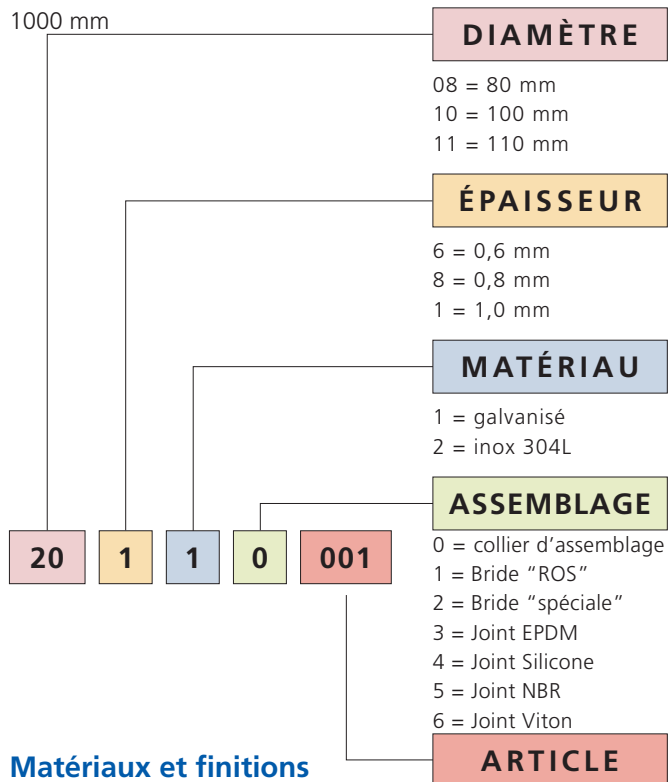 1000 mm
DIAMÈTRE
08 = 80 mm
10 = 100 mm
11 = 110 mm
ÉPAISSEUR
6 = 0,6 mm
8 = 0,8 mm
1 = 1,0 mm
MATÉRIAU
1 = galvanisé
2 = inox 304L
ASSEMBLAGE
0 = collier d’assemblage
1 = Bride “ROS”
2 = Bride “spéciale”
3 = Joint EPDM
4 = Joint Silicone
5 = Joint NBR
6 = Joint Viton
20 1 1 0 001
ARTICLE
Matériaux et finitions